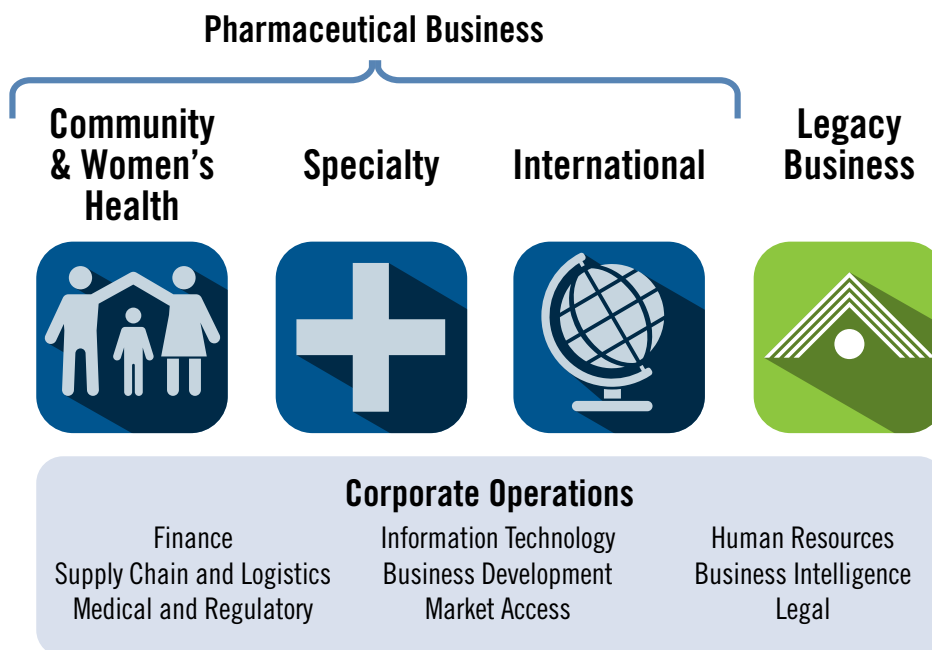 Pharmaceutical Business
Community
& Women's
Health
Specialty
International
Legacy
Business
Corporate Operations
Finance
Supply Chain and Logistics
Medical and Regulatory
Information Technology
Business Development
Market Access
Human Resources
Business Intelligence
Legal